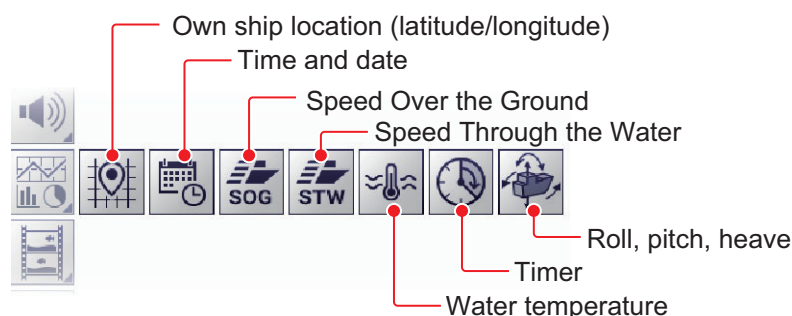 Own ship location (latitude/longitude)
Time and date
Speed Over the Ground
Speed Through the Water
SOG
STW
Roll, pitch, heave
Timer
Water temperature